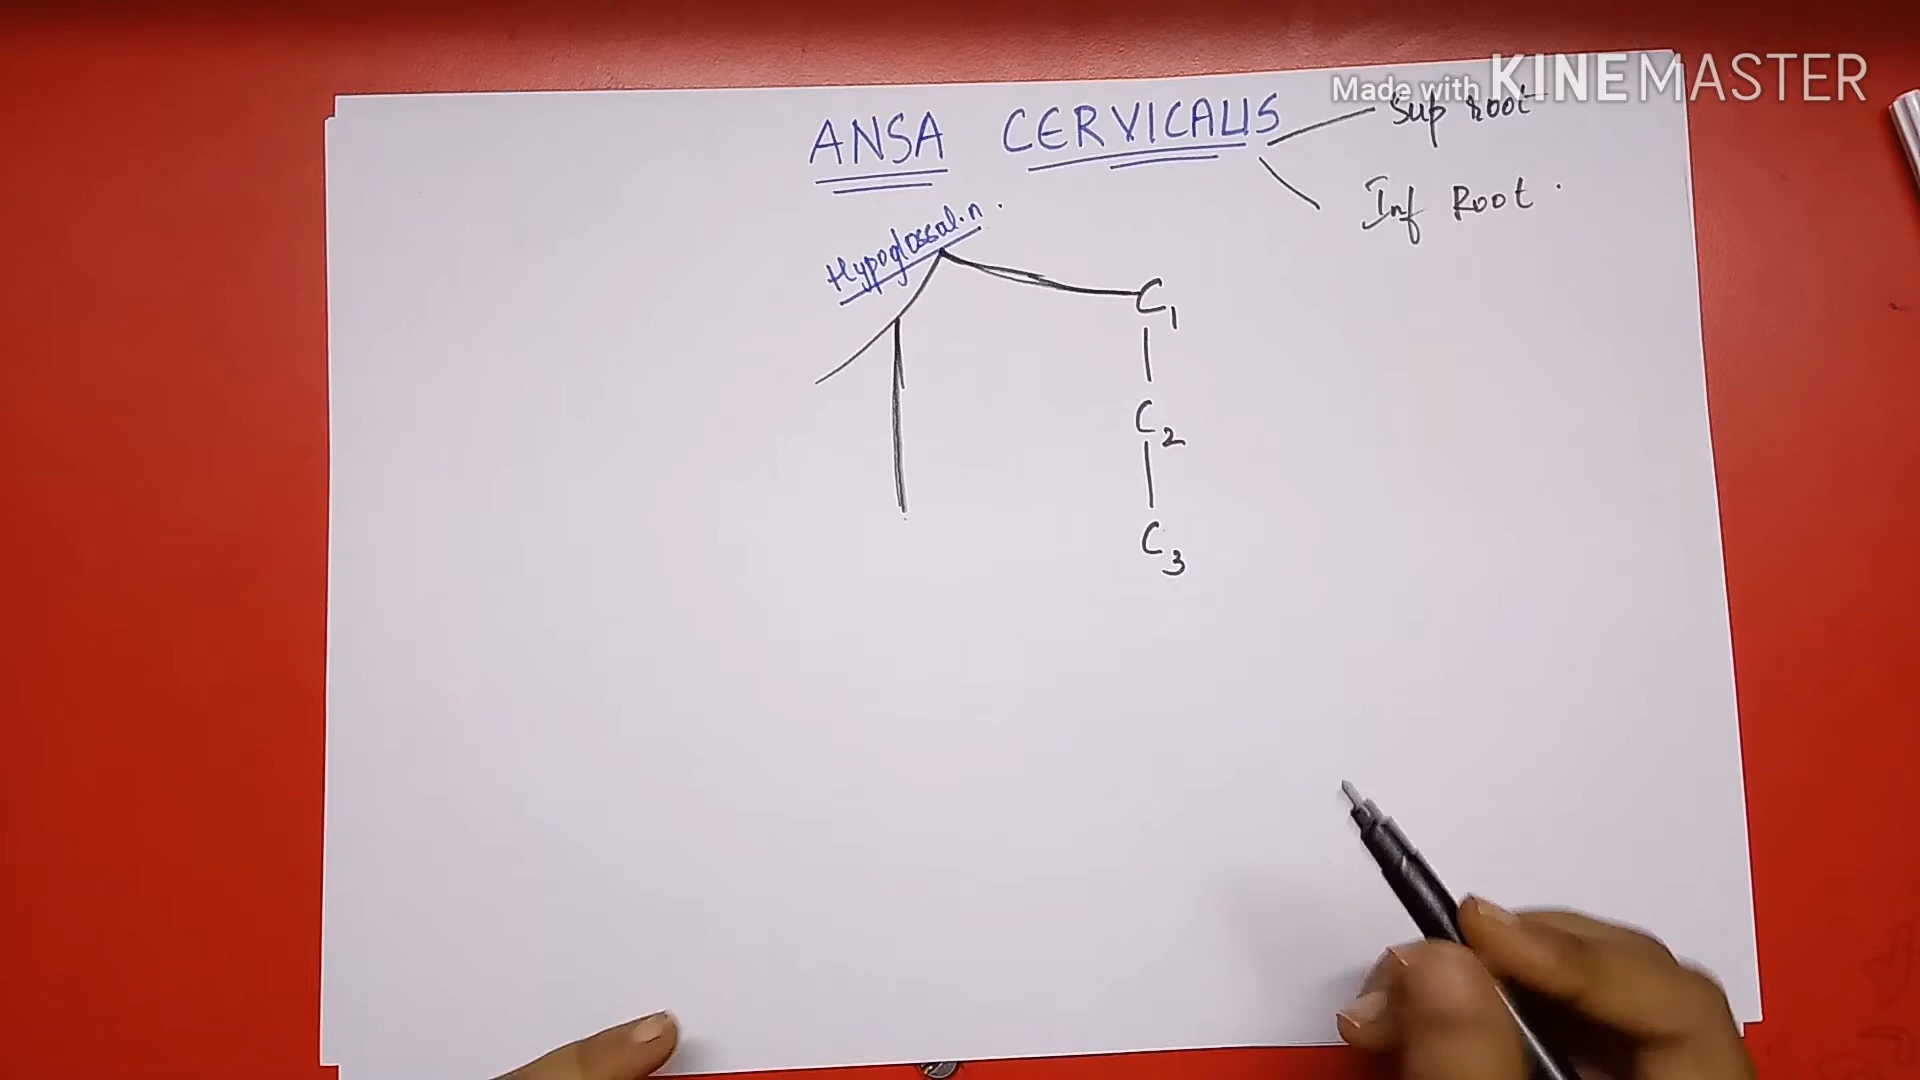 Made with KINEMASTER
ANSA CERVICALIS
Sup root
Inf Root.
Hypoglossal.n.
C1
C2
C3